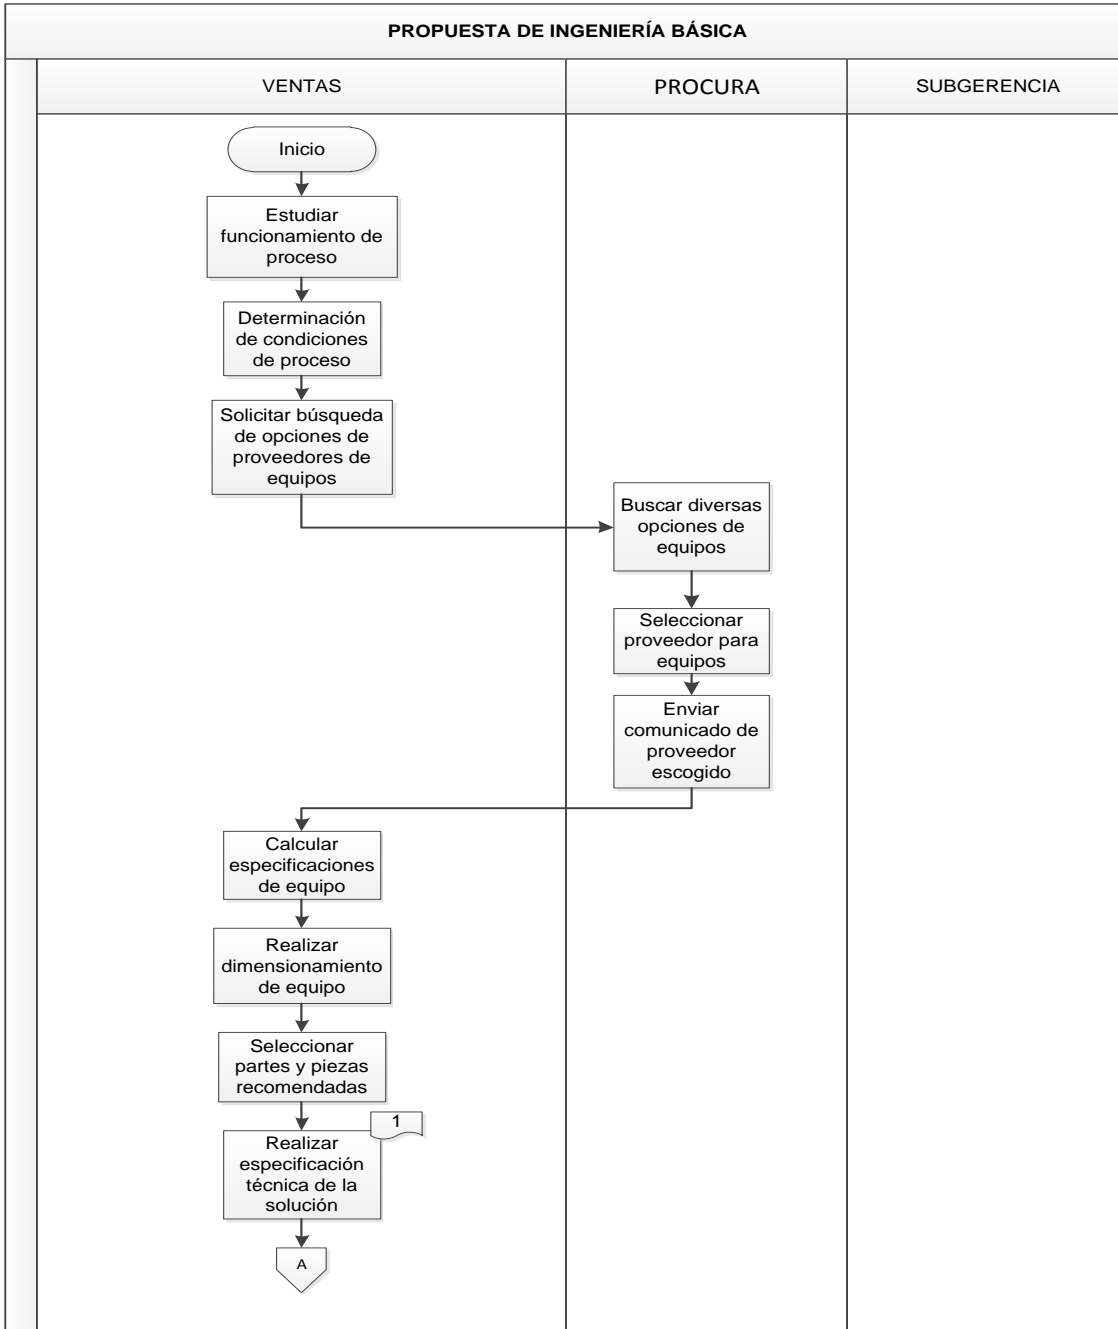 PROPUESTA DE INGENIERÍA BÁSICA
VENTAS
PROCURA
SUBGERENCIA
Inicio
Estudiar
funcionamiento de
proceso
Determinación
de condiciones
de proceso
Solicitar búsqueda
de opciones de
proveedores de
equipos
Buscar diversas
opciones de
equipos
Seleccionar
proveedor para
equipos
Enviar
comunicado de
proveedor
escogido
Calcular
especificaciones
de equipo
Realizar
dimensionamiento
de equipo
Seleccionar
partes y piezas
recomendadas
1
Realizar
especificación
técnica de la
solución
A